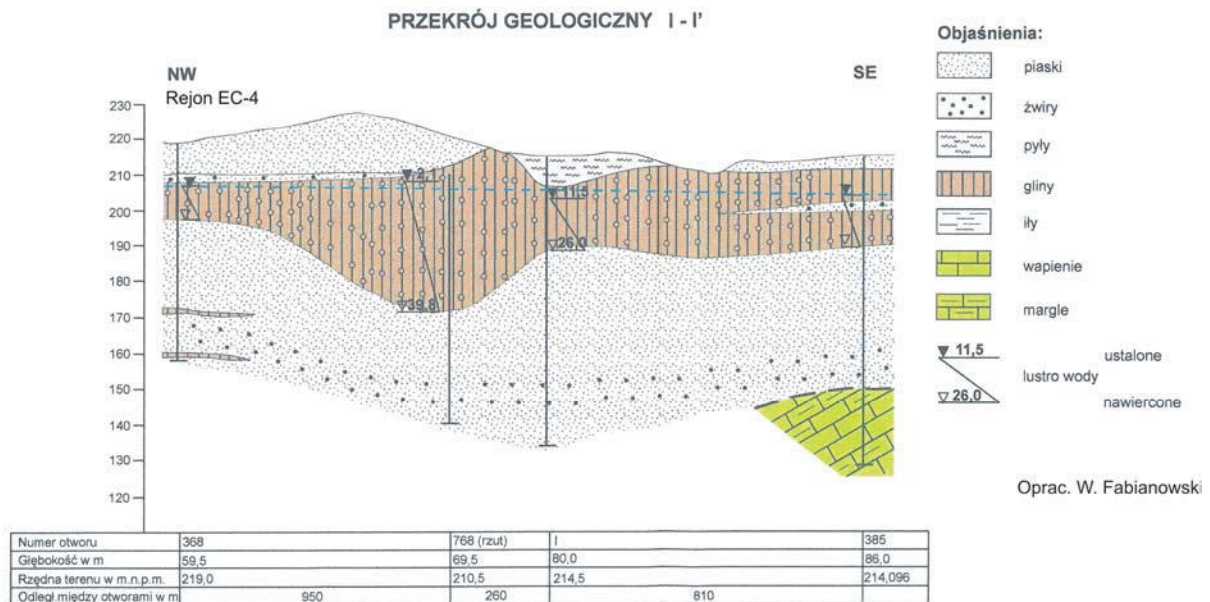 PRZEKRÓJ GEOLOGICZNY I - I'
NW
Rejon EC-4
SE
230
220
210
200
190
180
170
160
150
140
130
120
2,1
39,8
11,5
26,0
Objaśnienia:
piaski
żwiry
pyły
gliny
iły
wapienie
margle
11,5 ustalone
lustro wody
26,0 nawiercone
Oprac. W. Fabianowski
Numer otworu 368 768 (rzut) I 385
Głębokość w m 59,5 69,5 80,0 86,0
Rzędna terenu w m.n.p.m. 219,0 210,5 214,5 214,096
Odległ.między otworami w m 950 260 810